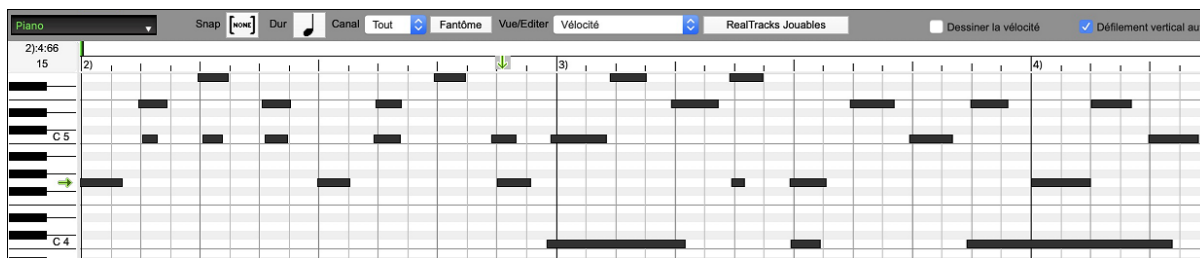 Piano Snap NONE Dur Canal Tout Fantôme Vue/Editer Vélocité RealTracks Jouables Dessiner la vélocité Défilement vertical au
2):4:66
15 2) 3) 4)
C 5
C 4